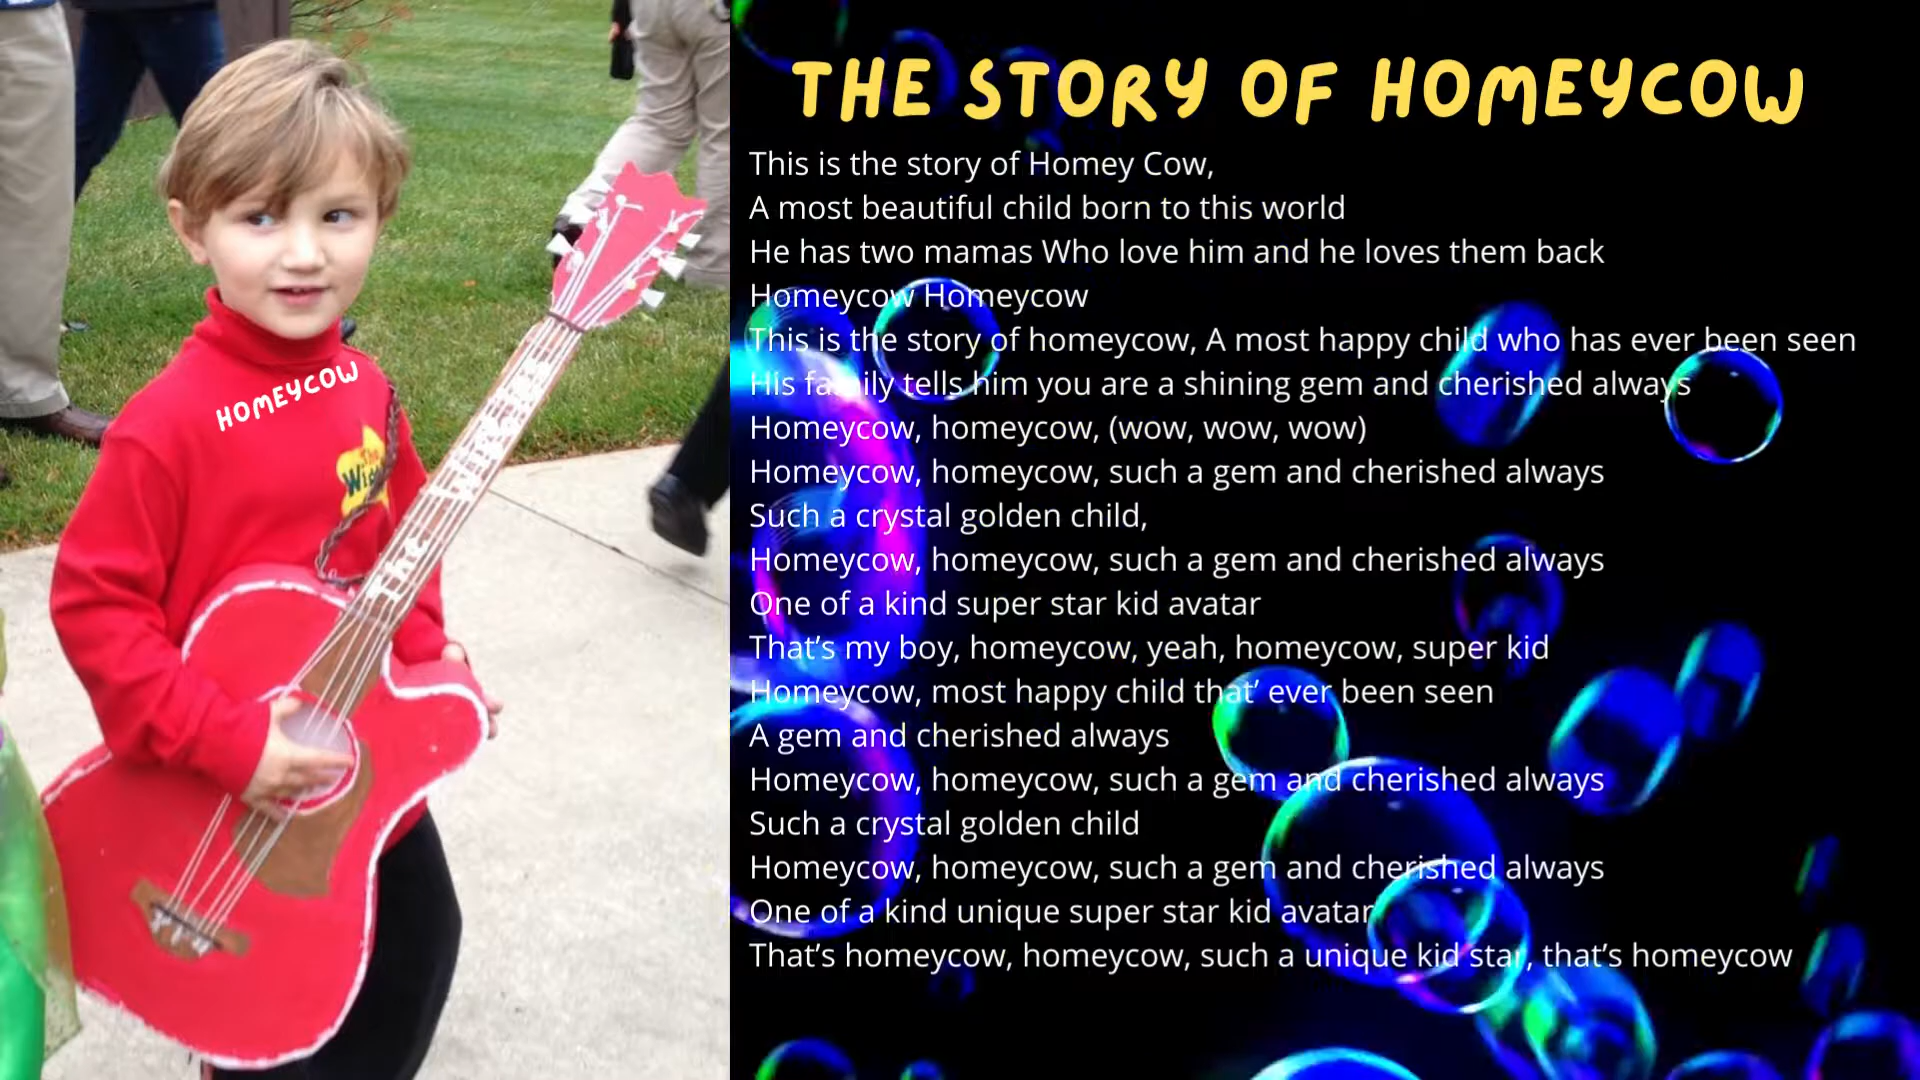 THE STORY OF HOMEYCOW
This is the story of Homey Cow,
A most beautiful child born to this world
He has two mamas Who love him and he loves them back
Homeycow Homeycow
This is the story of homeycow, A most happy child who has ever been seen
His family tells him you are a shining gem and cherished always
Homeycow, homeycow, (wow, wow, wow)
Homeycow, homeycow, such a gem and cherished always
Such a crystal golden child,
Homeycow, homeycow, such a gem and cherished always
One of a kind super star kid avatar
That’s my boy, homeycow, yeah, homeycow, super kid
Homeycow, most happy child that’ ever been seen
A gem and cherished always
Homeycow, homeycow, such a gem and cherished always
Such a crystal golden child
Homeycow, homeycow, such a gem and cherished always
One of a kind unique super star kid avatar
That’s homeycow, homeycow, such a unique kid star, that’s homeycow
HOMEYCOW
The
The